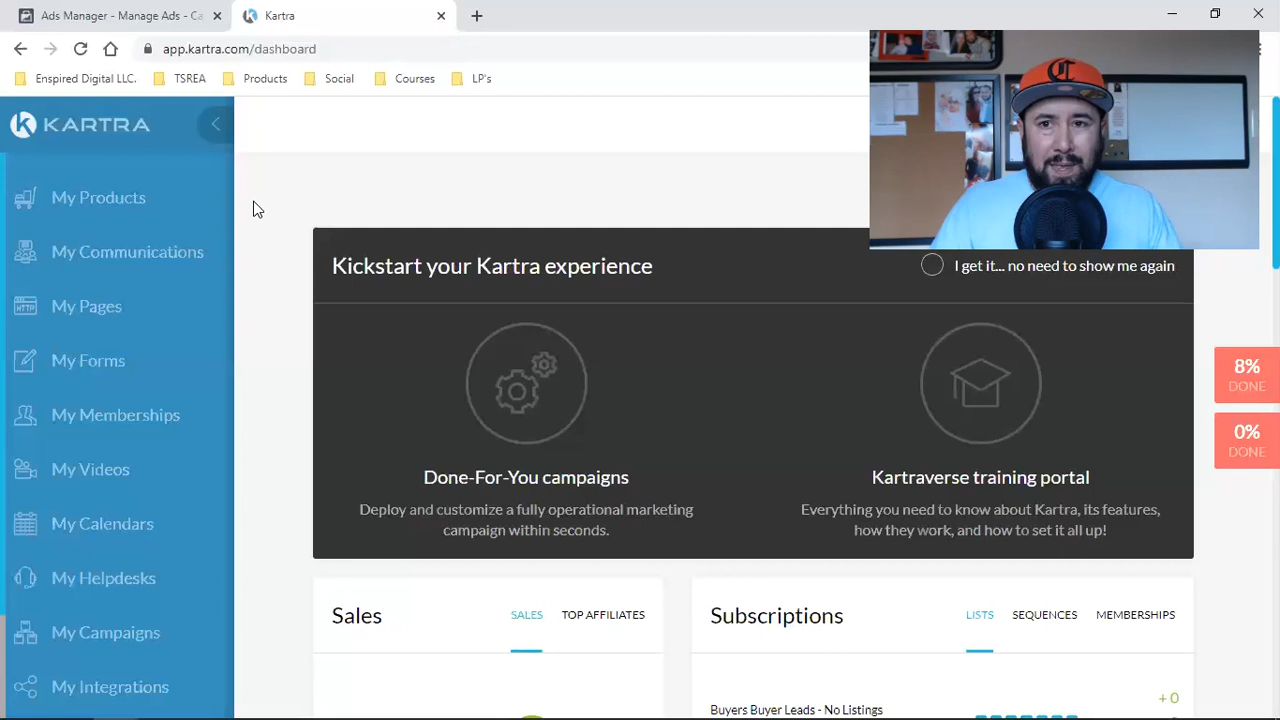 Ads Manager - Manage Ads - Ca
Kartra
app.kartra.com/dashboard
Enspired Digital LLC.
TSREA
Products
Social
Courses
LP's
KARTRA
My Products
My Communications
My Pages
My Forms
My Memberships
My Videos
My Calendars
My Helpdesks
My Campaigns
My Integrations
Kickstart your Kartra experience
I get it... no need to show me again
Done-For-You campaigns
Deploy and customize a fully operational marketing
campaign within seconds.
Kartraverse training portal
Everything you need to know about Kartra, its features,
how they work, and how to set it all up!
8%
DONE
0%
DONE
Sales
SALES
TOP AFFILIATES
Subscriptions
LISTS
SEQUENCES
MEMBERSHIPS
Buyers Buyer Leads - No Listings
+ 0